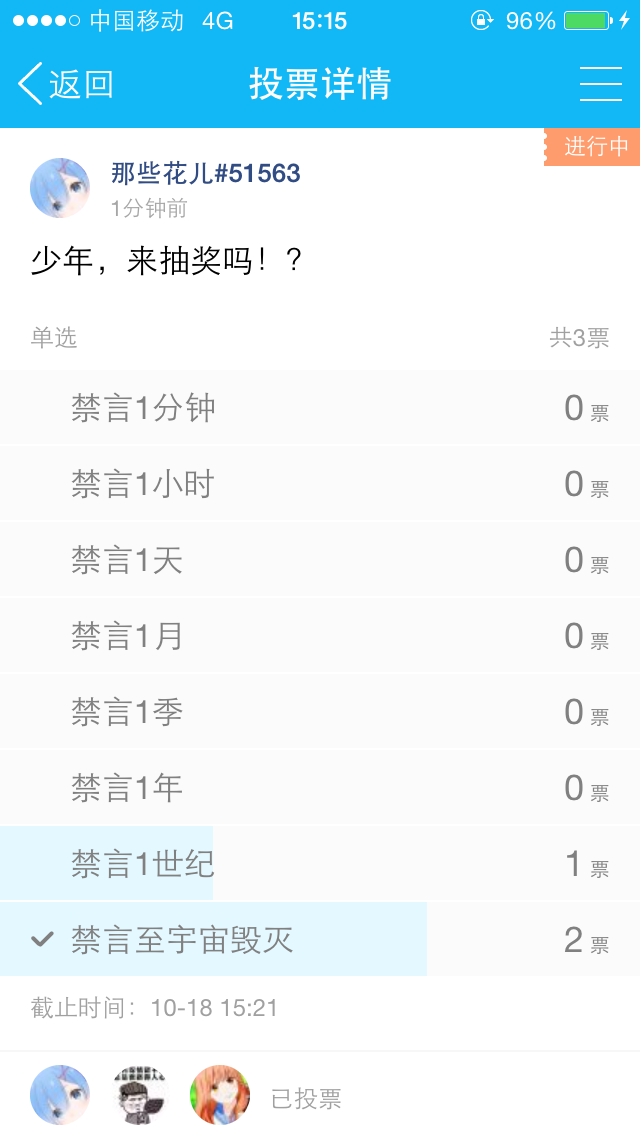 中国移动 4G 15:15 96%
返回 投票详情
进行中
那些花儿#51563
1分钟前
少年，来抽奖吗！？
单选 共3票
禁言1分钟 0票
禁言1小时 0票
禁言1天 0票
禁言1月 0票
禁言1季 0票
禁言1年 0票
禁言1世纪 1票
禁言至宇宙毁灭 2票
截止时间：10-18 15:21
已投票